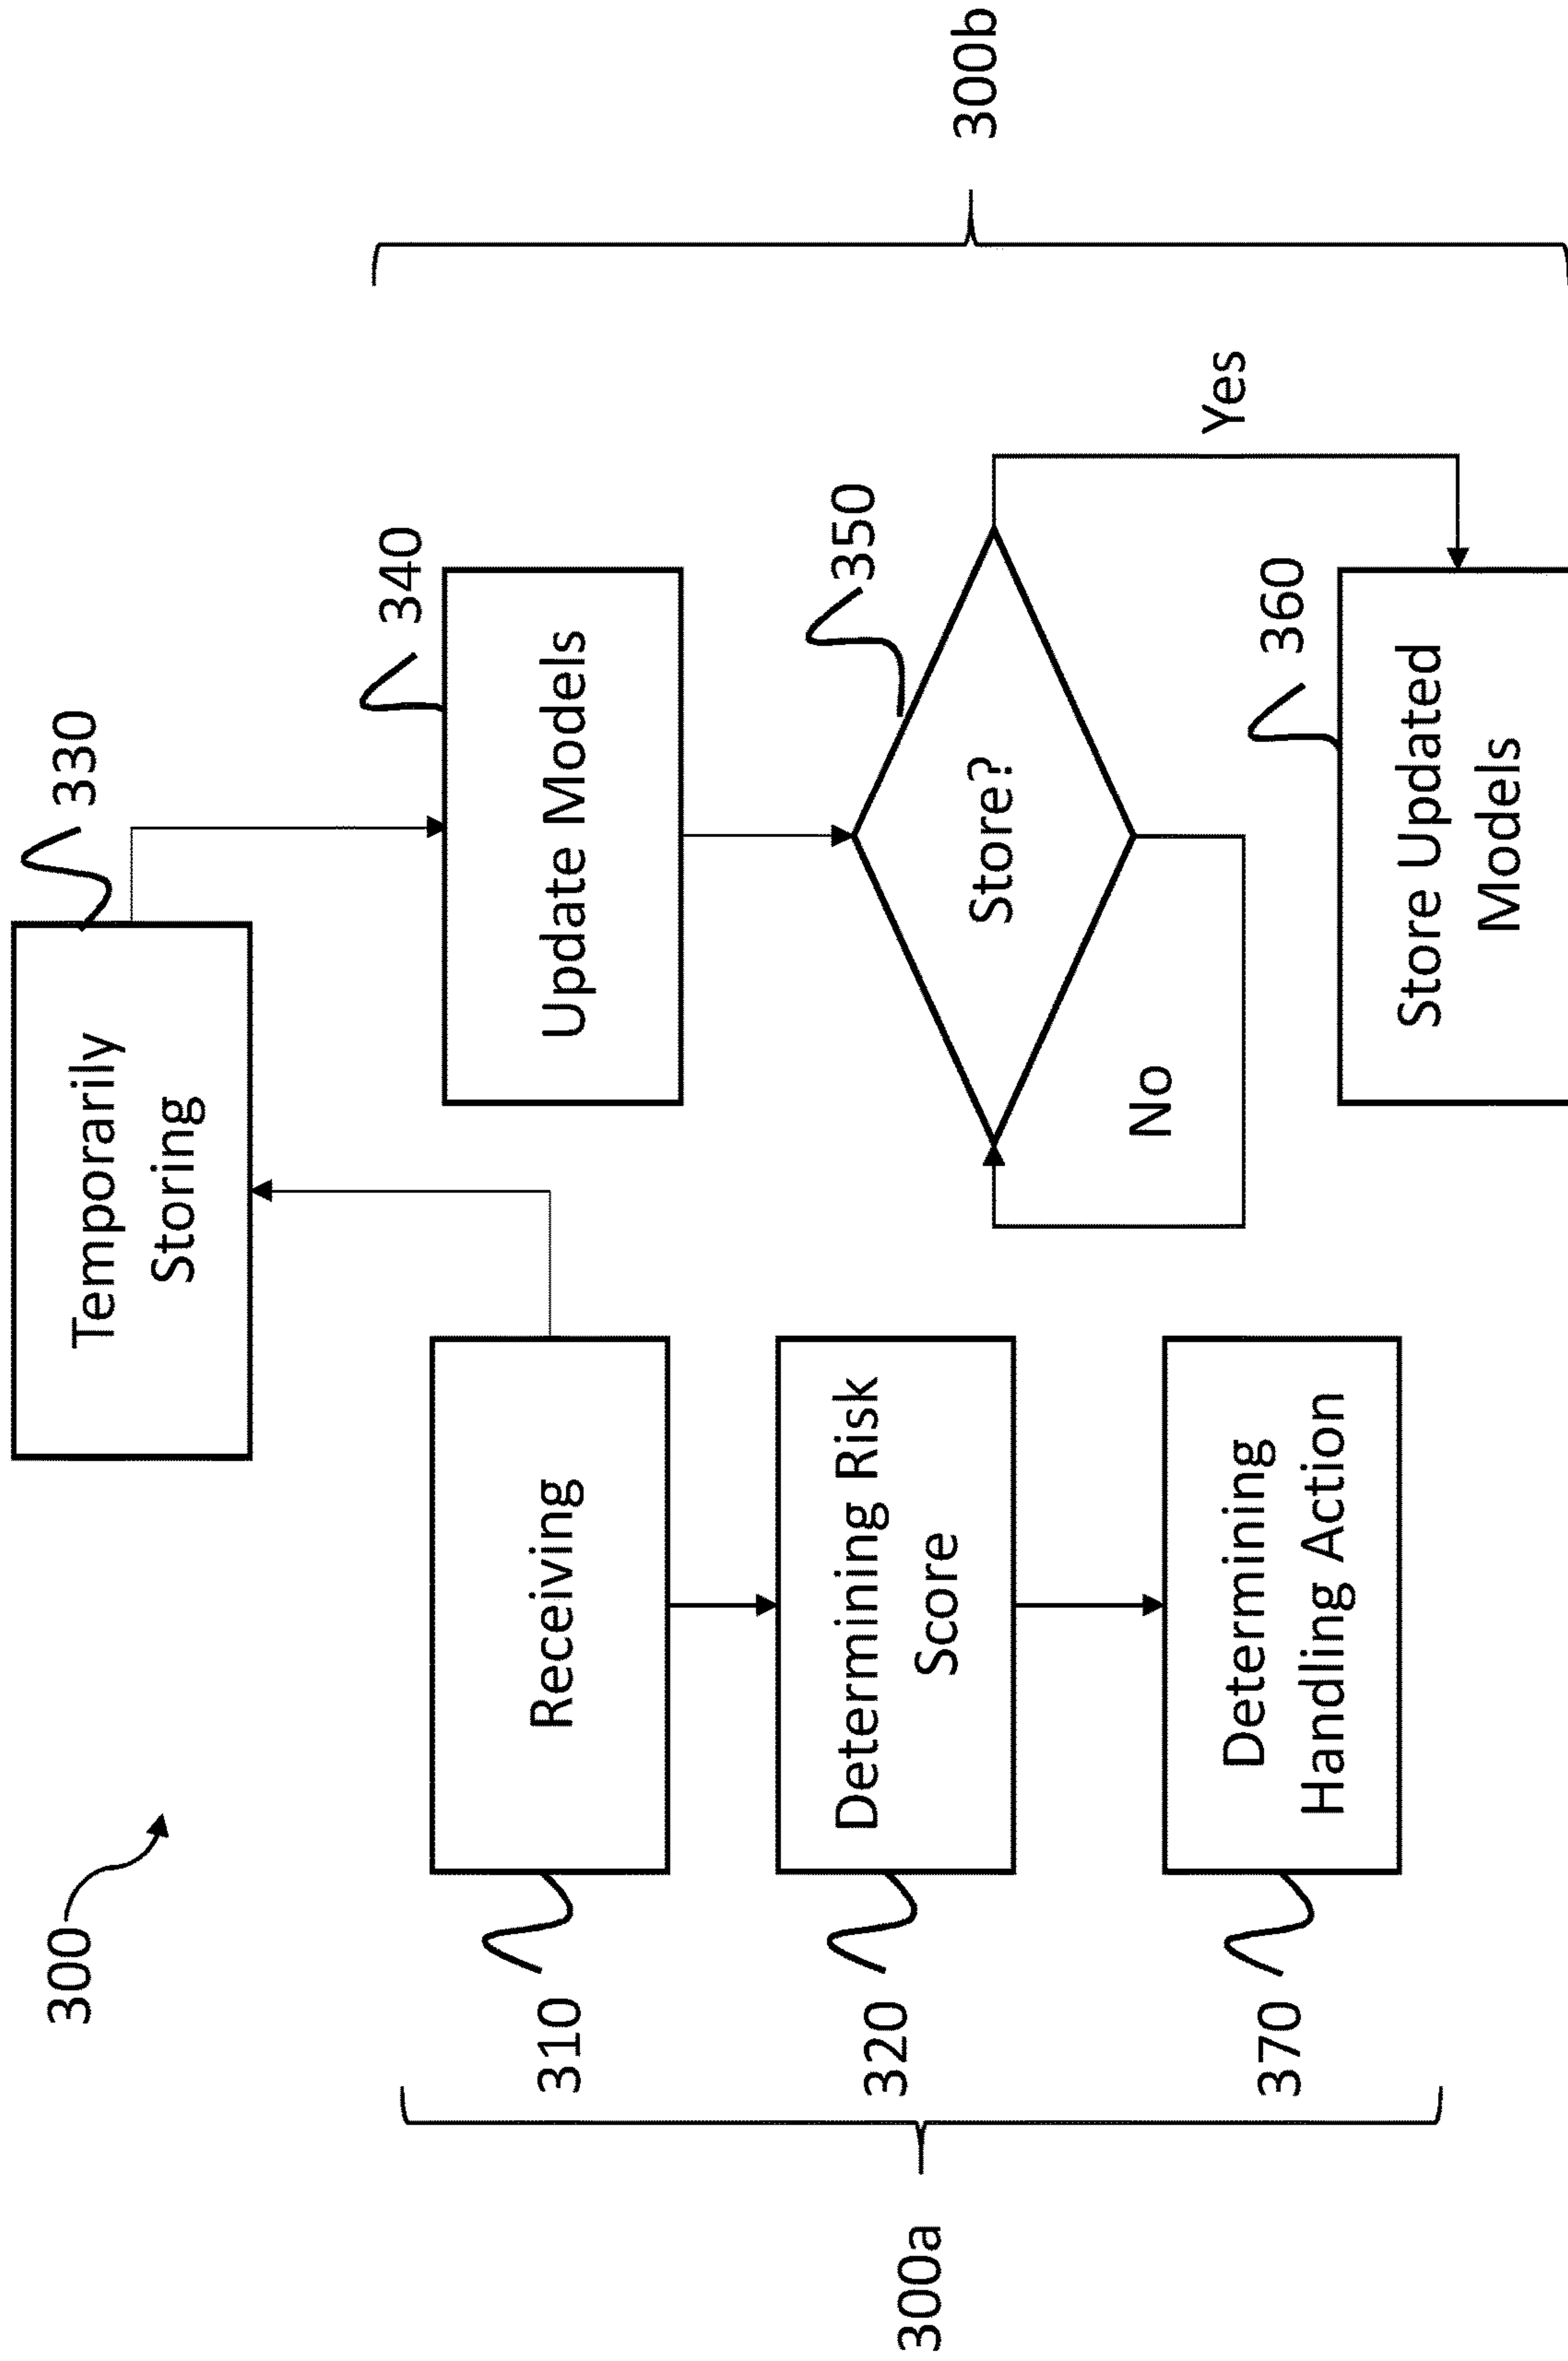 300
Temporarily
Storing
330
310
Receiving
340
Update Models
320
Determining Risk
Score
350
Store?
No
Yes
370
Determining
Handling Action
360
Store Updated
Models
300a
300b